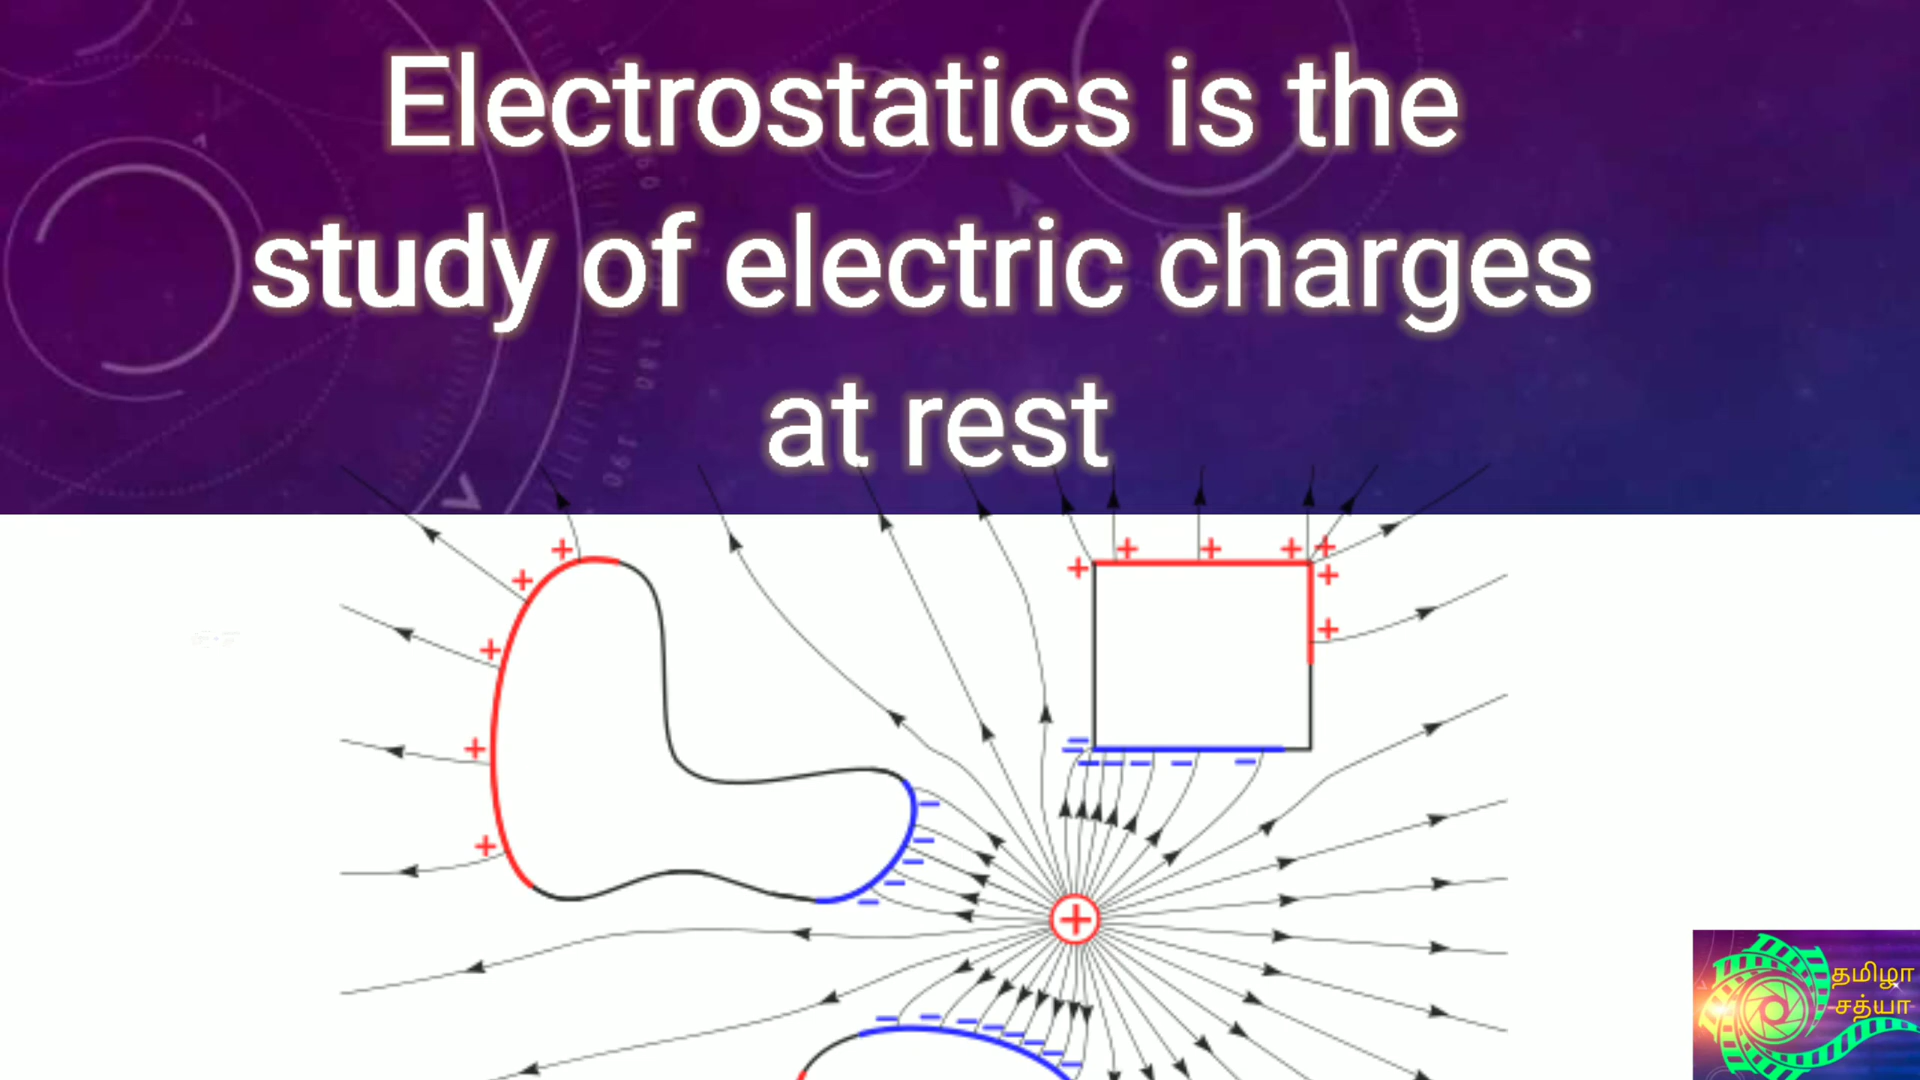 Electrostatics is the
study of electric charges
at rest
தமிழா
சத்யா